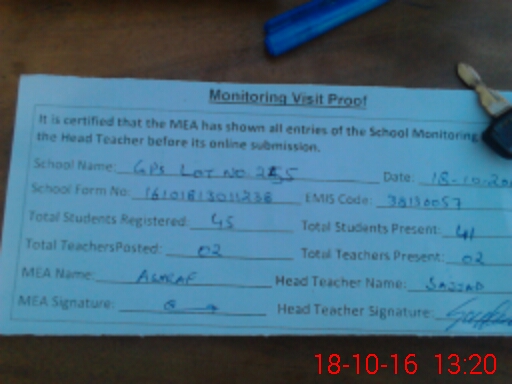 Monitoring Visit Proof
It is certified that the MEA has shown all entries of the School Monitoring
the Head Teacher before its online submission.
School Name: GPS LOT NO. 255 Date: 18-10-20
School Form No: 16101813011238 EMIS Code: 38130057
Total Students Registered: 45 Total Students Present: 41
Total TeachersPosted: 02 Total Teachers Present: 02
MEA Name: Head Teacher Name: SAJJAD
MEA Signature: Head Teacher Signature:
18-10-16 13:20